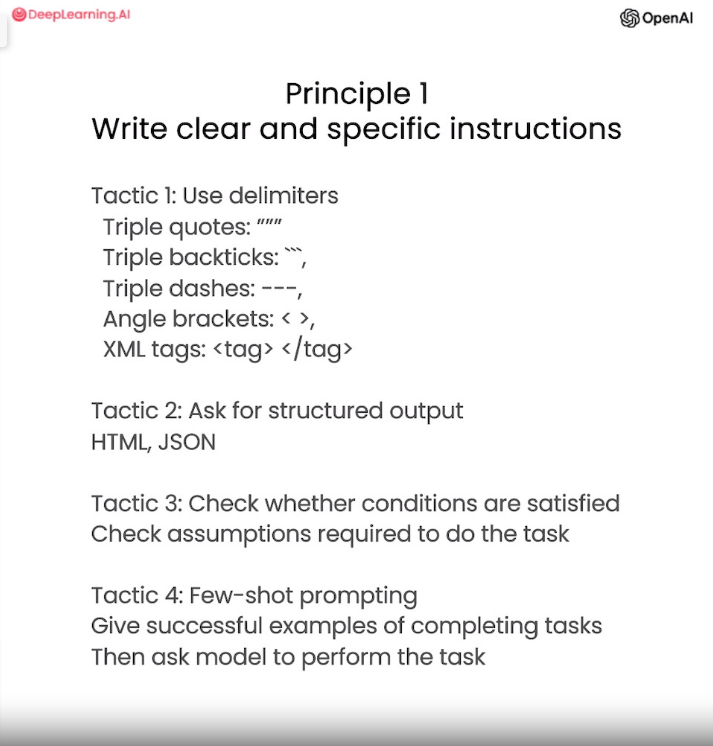 DeepLearning.AI
OpenAI
Principle 1
Write clear and specific instructions
Tactic 1: Use delimiters
Triple quotes: """
Triple backticks: ```,
Triple dashes: ---,
Angle brackets: < >,
XML tags: <tag> </tag>
Tactic 2: Ask for structured output
HTML, JSON
Tactic 3: Check whether conditions are satisfied
Check assumptions required to do the task
Tactic 4: Few-shot prompting
Give successful examples of completing tasks
Then ask model to perform the task